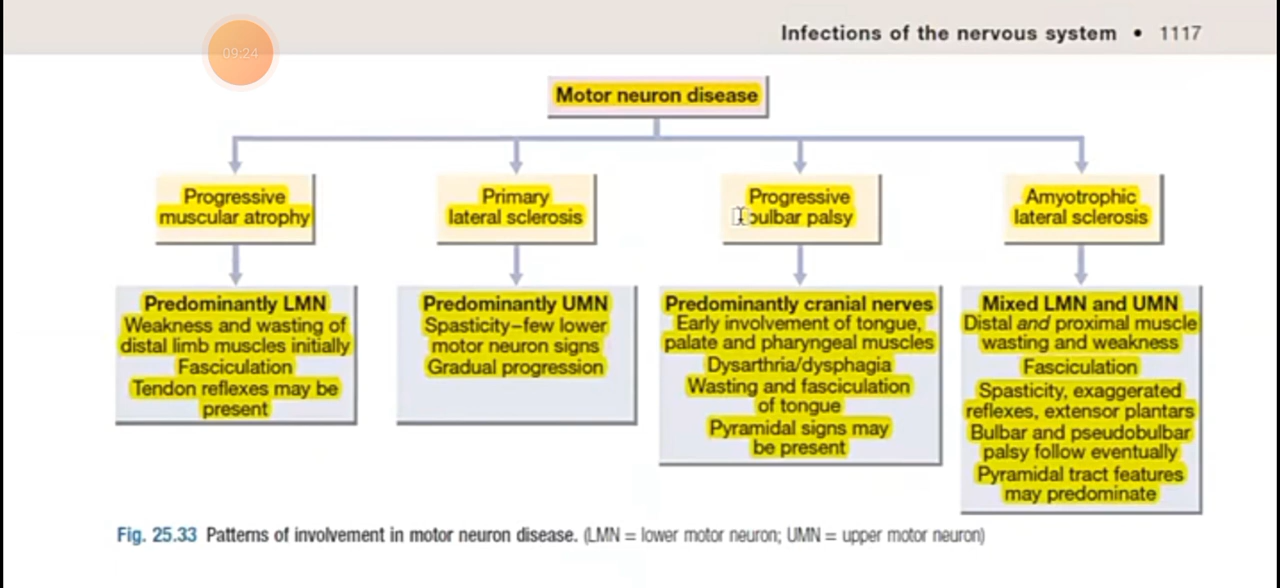 Infections of the nervous system • 1117
09:24
Motor neuron disease
Progressive
muscular atrophy
Primary
lateral sclerosis
Progressive
bulbar palsy
Amyotrophic
lateral sclerosis
Predominantly LMN
Weakness and wasting of
distal limb muscles initially
Fasciculation
Tendon reflexes may be
present
Predominantly UMN
Spasticity–few lower
motor neuron signs
Gradual progression
Predominantly cranial nerves
Early involvement of tongue,
palate and pharyngeal muscles
Dysarthria/dysphagia
Wasting and fasciculation
of tongue
Pyramidal signs may
be present
Mixed LMN and UMN
Distal and proximal muscle
wasting and weakness
Fasciculation
Spasticity, exaggerated
reflexes, extensor plantars
Bulbar and pseudobulbar
palsy follow eventually
Pyramidal tract features
may predominate
Fig. 25.33 Patterns of involvement in motor neuron disease. (LMN = lower motor neuron; UMN = upper motor neuron)